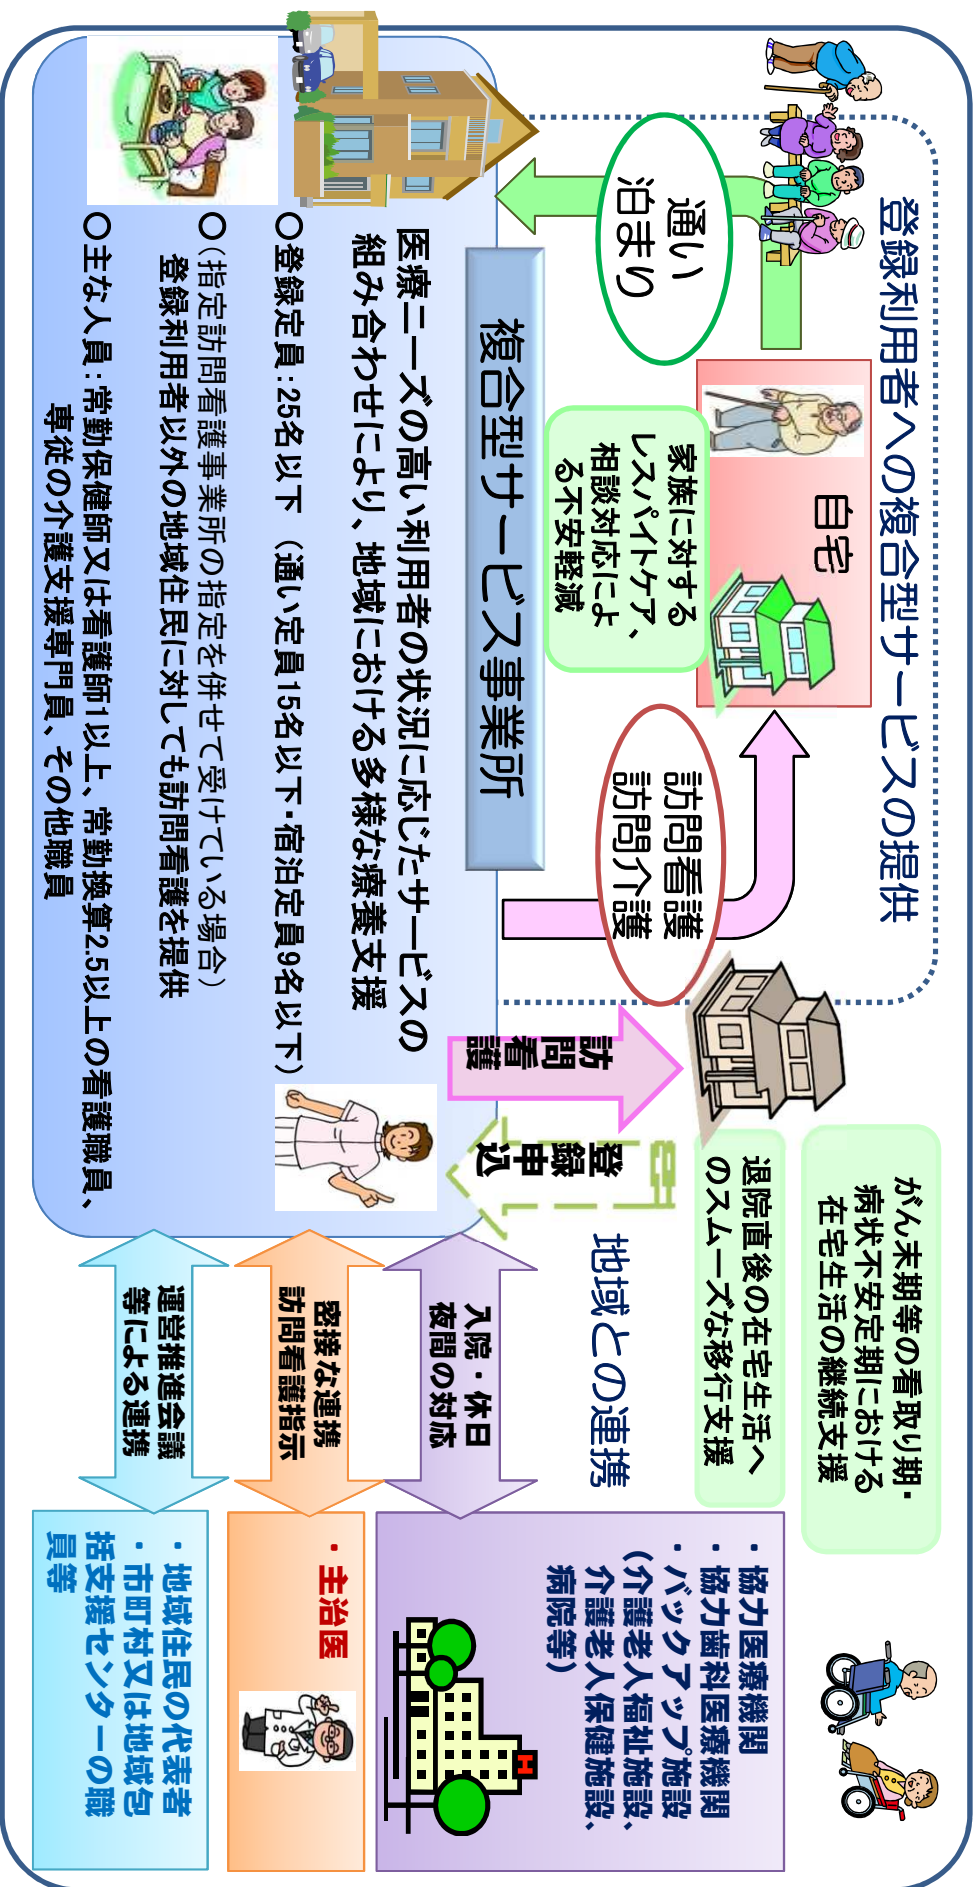 登録利用者への複合型サービスの提供
通い
泊まり
自宅
家族に対する
レスパイトケア、
相談対応によ
る不安軽減
訪問看護
訪問介護
複合型サービス事業所
医療ニーズの高い利用者の状況に応じたサービスの
組み合わせにより、地域における多様な療養支援
〇登録定員:25名以下 (通い定員15名以下・宿泊定員9名以下)
〇(指定訪問看護事業所の指定を併せて受けている場合)
登録利用者以外の地域住民に対しても訪問看護を提供
〇主な人員:常勤保健師又は看護師1以上、常勤換算2.5以上の看護職員、
専従の介護支援専門員、その他職員
訪問看護
登録申込
がん末期等の看取り期・
病状不安定期における
在宅生活の継続支援
退院直後の在宅生活へ
のスムーズな移行支援
地域との連携
入院・休日
夜間の対応
密接な連携
訪問看護指示
運営推進会議
等による連携
・協力医療機関
・協力歯科医療機関
・バックアップ施設
(介護老人福祉施設、
介護老人保健施設、
病院等)
H
・主治医
・地域住民の代表者
・市町村又は地域包
括支援センターの職
員等